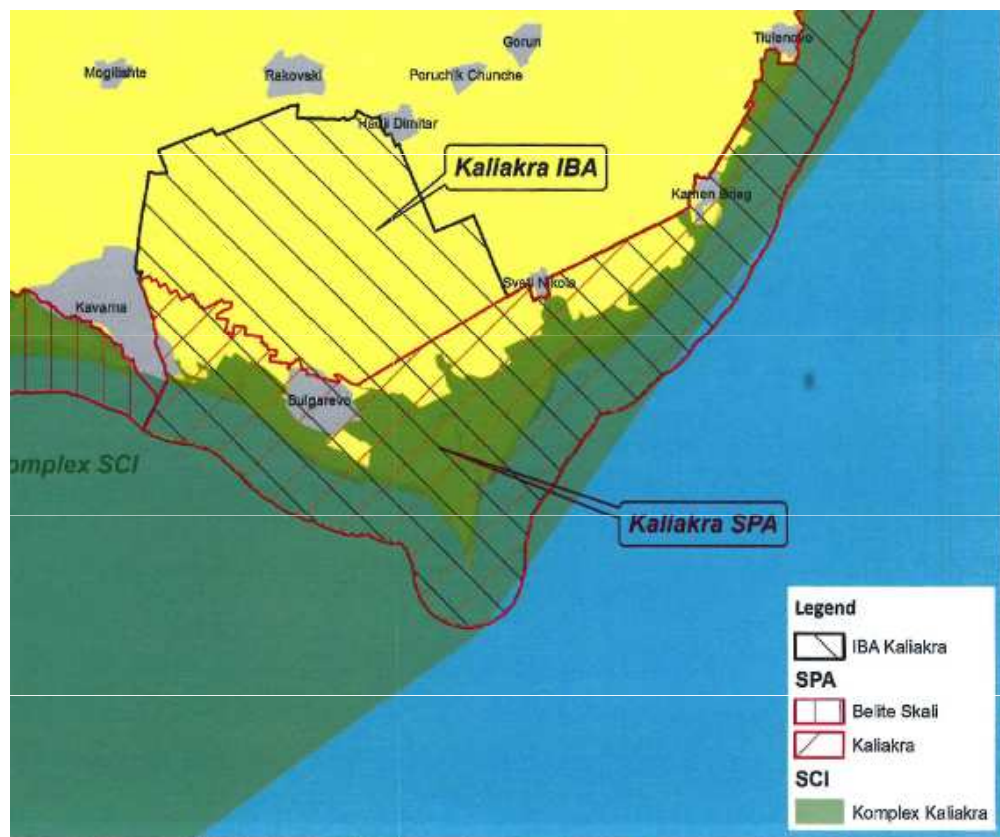 Gorun
Tiulenovo
Mogilishte
Rakovski
Poruchik Chunche
Hadji Dimitar
Kaliakra IBA
Kamen Briag
Sveti Nikola
Kavarna
Bulgarevo
omplex SCI
Kaliakra SPA
Legend
IBA Kaliakra
SPA
Belite Skali
Kaliakra
SCI
Komplex Kaliakra